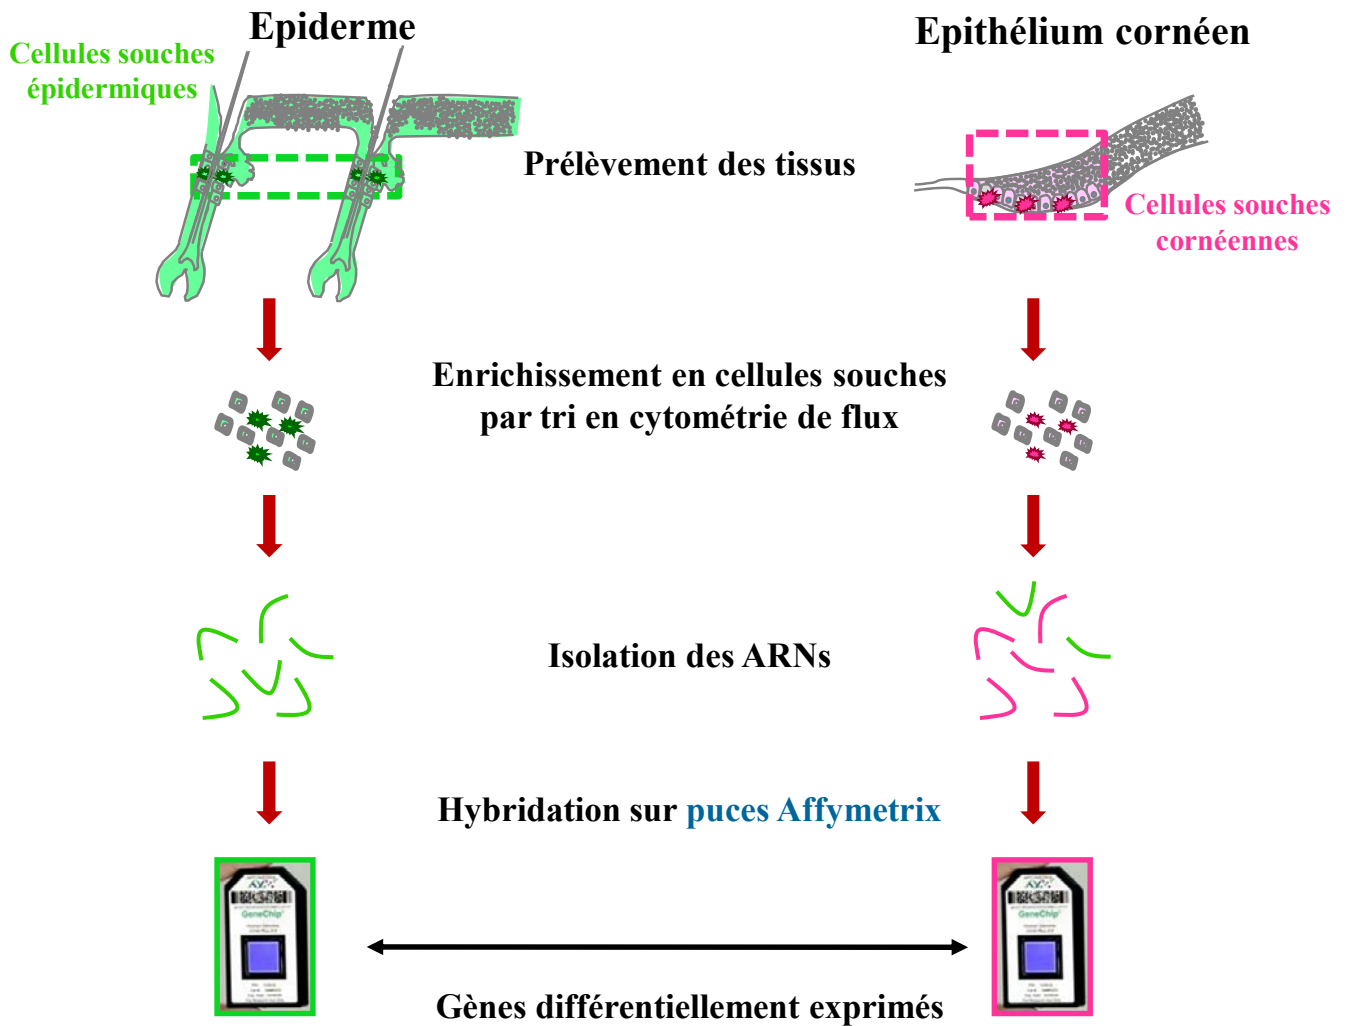 Epiderme
Epithélium cornéen
Cellules souches
épidermiques
Prélèvement des tissus
Cellules souches
cornéennes
Enrichissement en cellules souches
par tri en cytométrie de flux
Isolation des ARNs
Hybridation sur puces Affymetrix
GeneChip
GeneChip
Gènes différentiellement exprimés